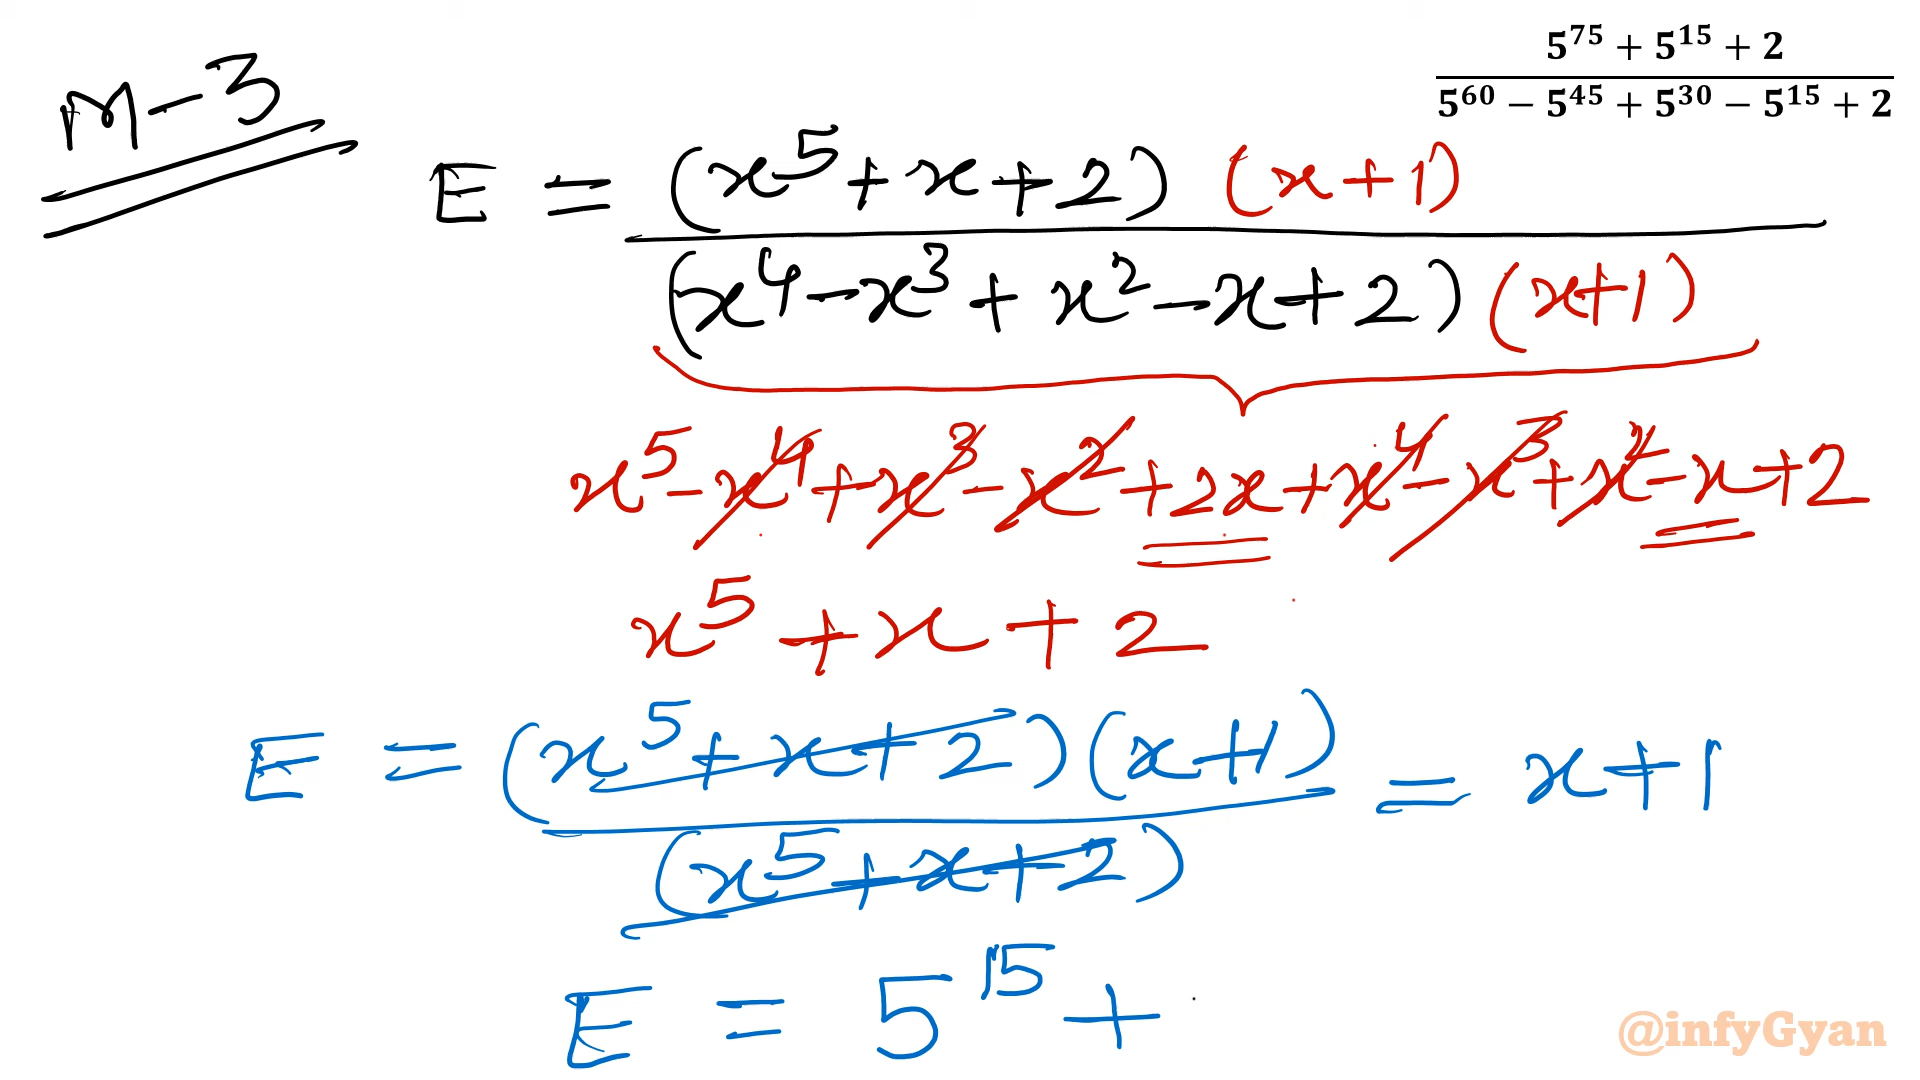 M-3
5^75 + 5^15 + 2
5^60 − 5^45 + 5^30 − 5^15 + 2
E = (x^5+x+2) (x+1)
(x^4-x^3+x^2-x+2) (x+1)
x^5-x^4+x^3-x^2+2x+x^4-x^3+x^2-x+2
x^5+x+2
E = (x^5+x+2)(x+1) = x+1
(x^5+x+2)
E = 5^15 +
@infyGyan